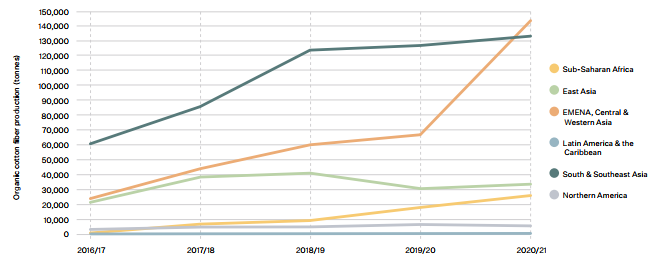 Organic cotton fiber production (tonnes)
150,000
140,000
130,000
120,000
110,000
100,000
90,000
80,000
70,000
60,000
50,000
40,000
30,000
20,000
10,000
0
2016/17
2017/18
2018/19
2019/20
2020/21
Sub-Saharan Africa
East Asia
EMENA, Central &
Western Asia
Latin America & the
Caribbean
South & Southeast Asia
Northern America